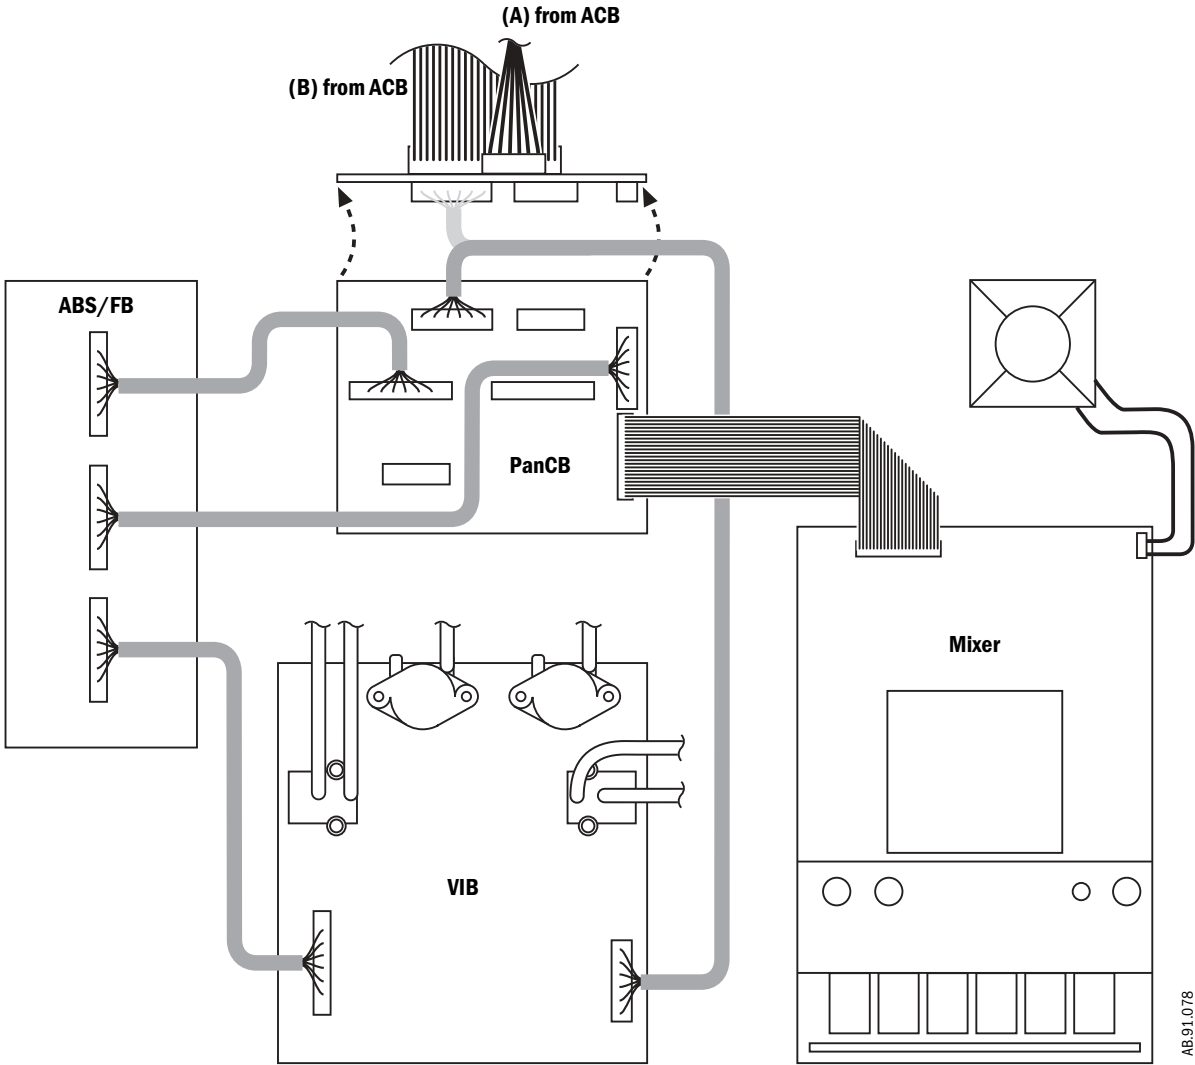 (A) from ACB
(B) from ACB
ABS/FB
PanCB
Mixer
VIB
AB.91.078